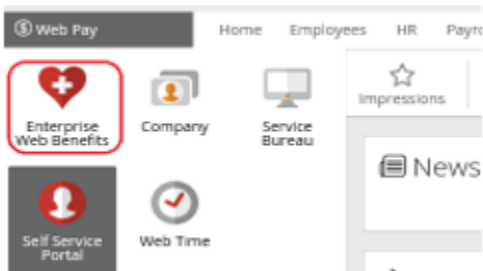 Web Pay
Home Employees HR
Impressions
Enterprise
Web Benefits
Company
Service
Bureau
News
Self Service
Portal
Web Time